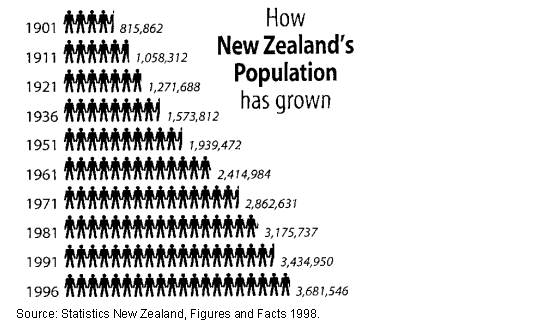 How
New Zealand's
Population
has grown
1901 815,862
1911 1,058,312
1921 1,271,688
1936 1,573,812
1951 1,939,472
1961 2,414,984
1971 2,862,631
1981 3,175,737
1991 3,434,950
1996 3,681,546
Source: Statistics New Zealand, Figures and Facts 1998.